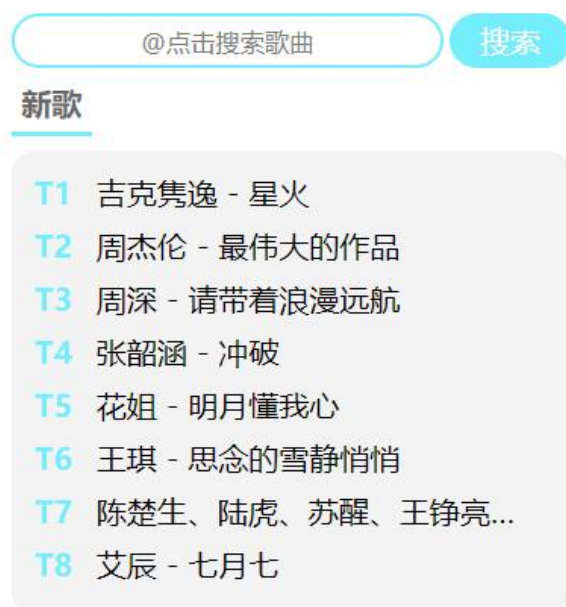 @点击搜索歌曲 搜索
新歌
T1 吉克隽逸 - 星火
T2 周杰伦 - 最伟大的作品
T3 周深 - 请带着浪漫远航
T4 张韶涵 - 冲破
T5 花姐 - 明月懂我心
T6 王琪 - 思念的雪静悄悄
T7 陈楚生、陆虎、苏醒、王铮亮...
T8 艾辰 - 七月七